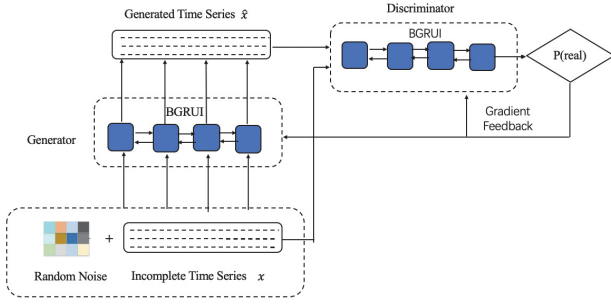 Generated Time Series x̂
Discriminator
BGRUI
P(real)
BGRUI
Generator
Gradient
Feedback
+
Random Noise
Incomplete Time Series x